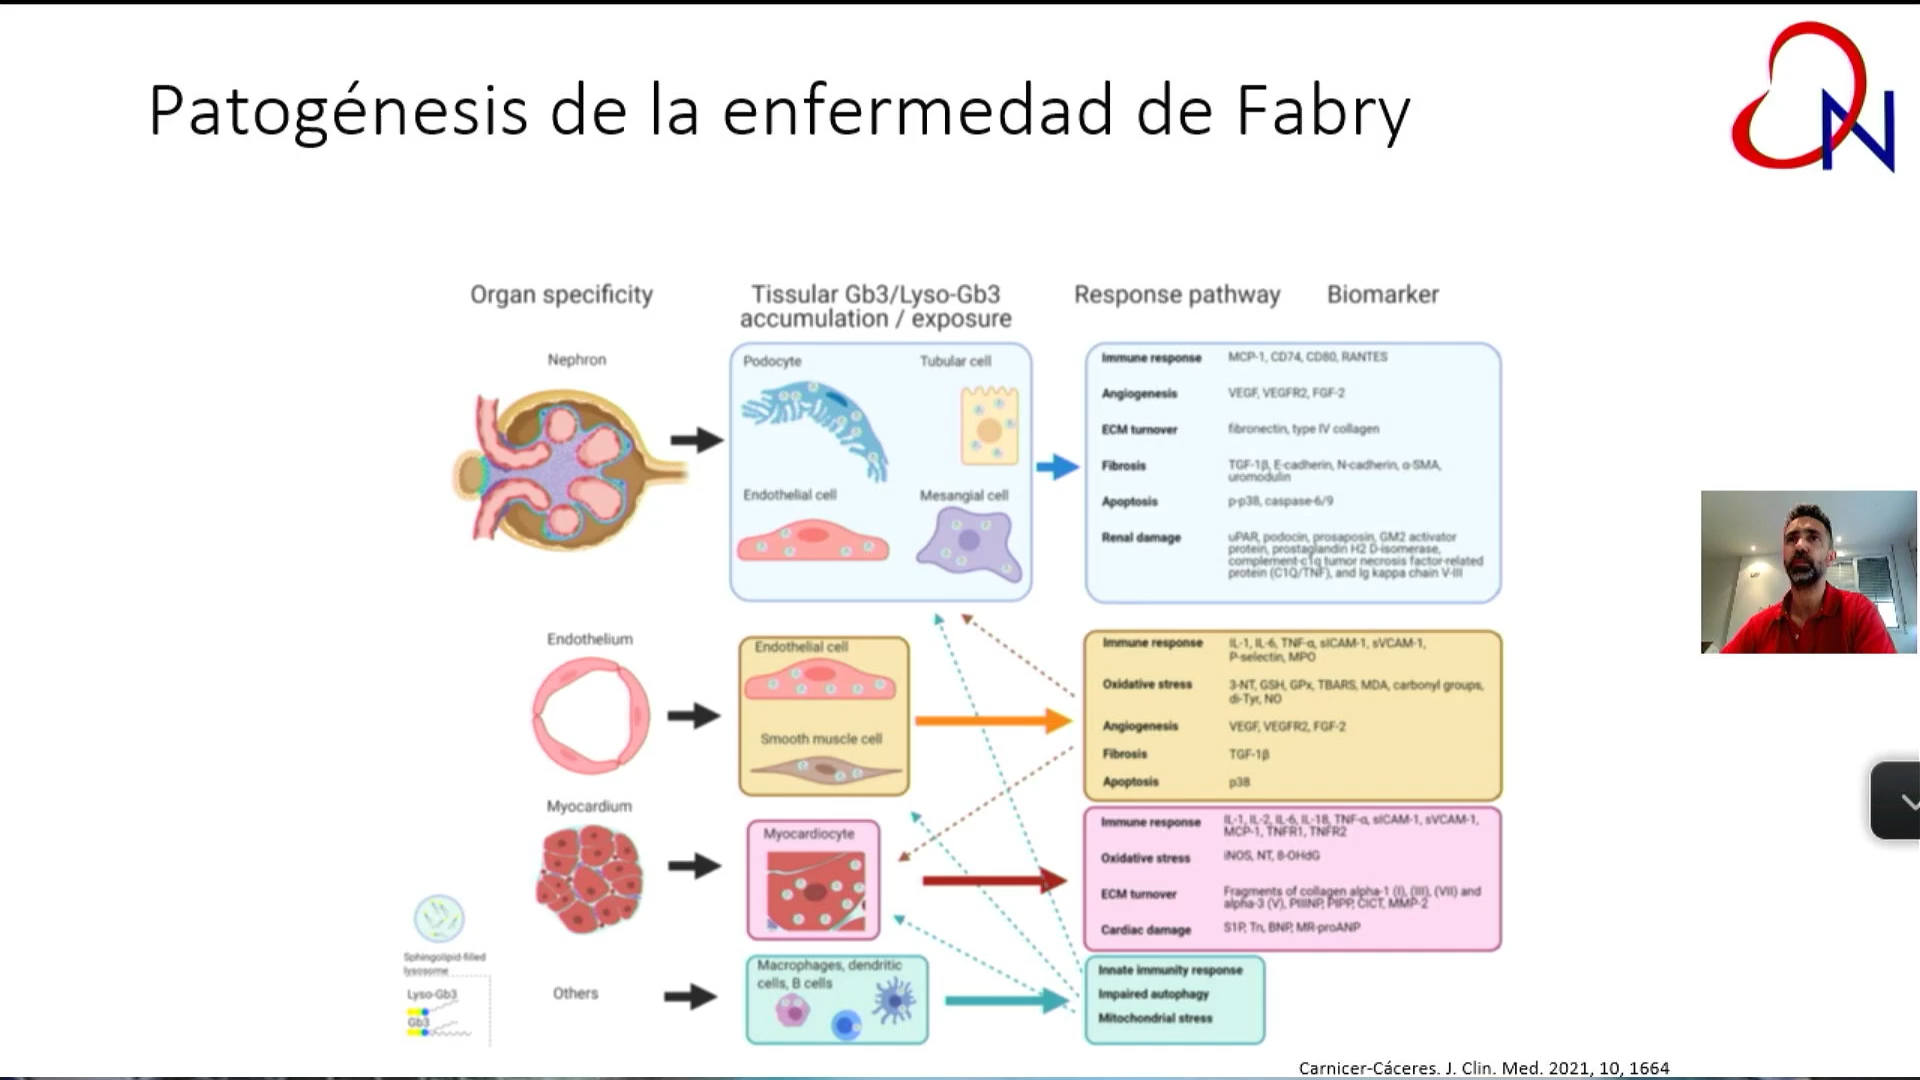 Patogénesis de la enfermedad de Fabry
N
Organ specificity
Tissular Gb3/Lyso-Gb3
accumulation / exposure
Response pathway
Biomarker
Nephron
Podocyte
Tubular cell
Endothelial cell
Mesangial cell
Immune response MCP-1, CD74, CD80, RANTES
Angiogenesis VEGF, VEGFR2, FGF-2
ECM turnover fibronectin, type IV collagen
Fibrosis TGF-1β, E-cadherin, N-cadherin, α-SMA,
uromodulin
Apoptosis p-p38, caspase-6/9
Renal damage uPAR, podocin, prosaposin, GM2 activator
protein, prostaglandin H2 D-isomerase,
complement-c1q tumor necrosis factor-related
protein (C1Q/TNF), and Ig kappa chain V-III
Endothelium
Endothelial cell
Smooth muscle cell
Immune response IL-1, IL-6, TNF-α, sICAM-1, sVCAM-1,
P-selectin, MPO
Oxidative stress 3-NT, GSH, GPx, TBARS, MDA, carbonyl groups,
di-Tyr, NO
Angiogenesis VEGF, VEGFR2, FGF-2
Fibrosis TGF-1β
Apoptosis p38
Myocardium
Myocardiocyte
Immune response IL-1, IL-2, IL-6, IL-18, TNF-α, sICAM-1, sVCAM-1,
MCP-1, TNFR1, TNFR2
Oxidative stress iNOS, NT, 8-OHdG
ECM turnover Fragments of collagen alpha-1 (I), (III), (VII) and
alpha-3 (V), PIIINP, PIPP, CICT, MMP-2
Cardiac damage S1P, Tn, BNP, MR-proANP
Others
Macrophages, dendritic
cells, B cells
Innate immunity response
Impaired autophagy
Mitochondrial stress
Sphingolipid-filled
lysosome
Lyso-Gb3
Gb3
Carnicer-Cáceres. J. Clin. Med. 2021, 10, 1664